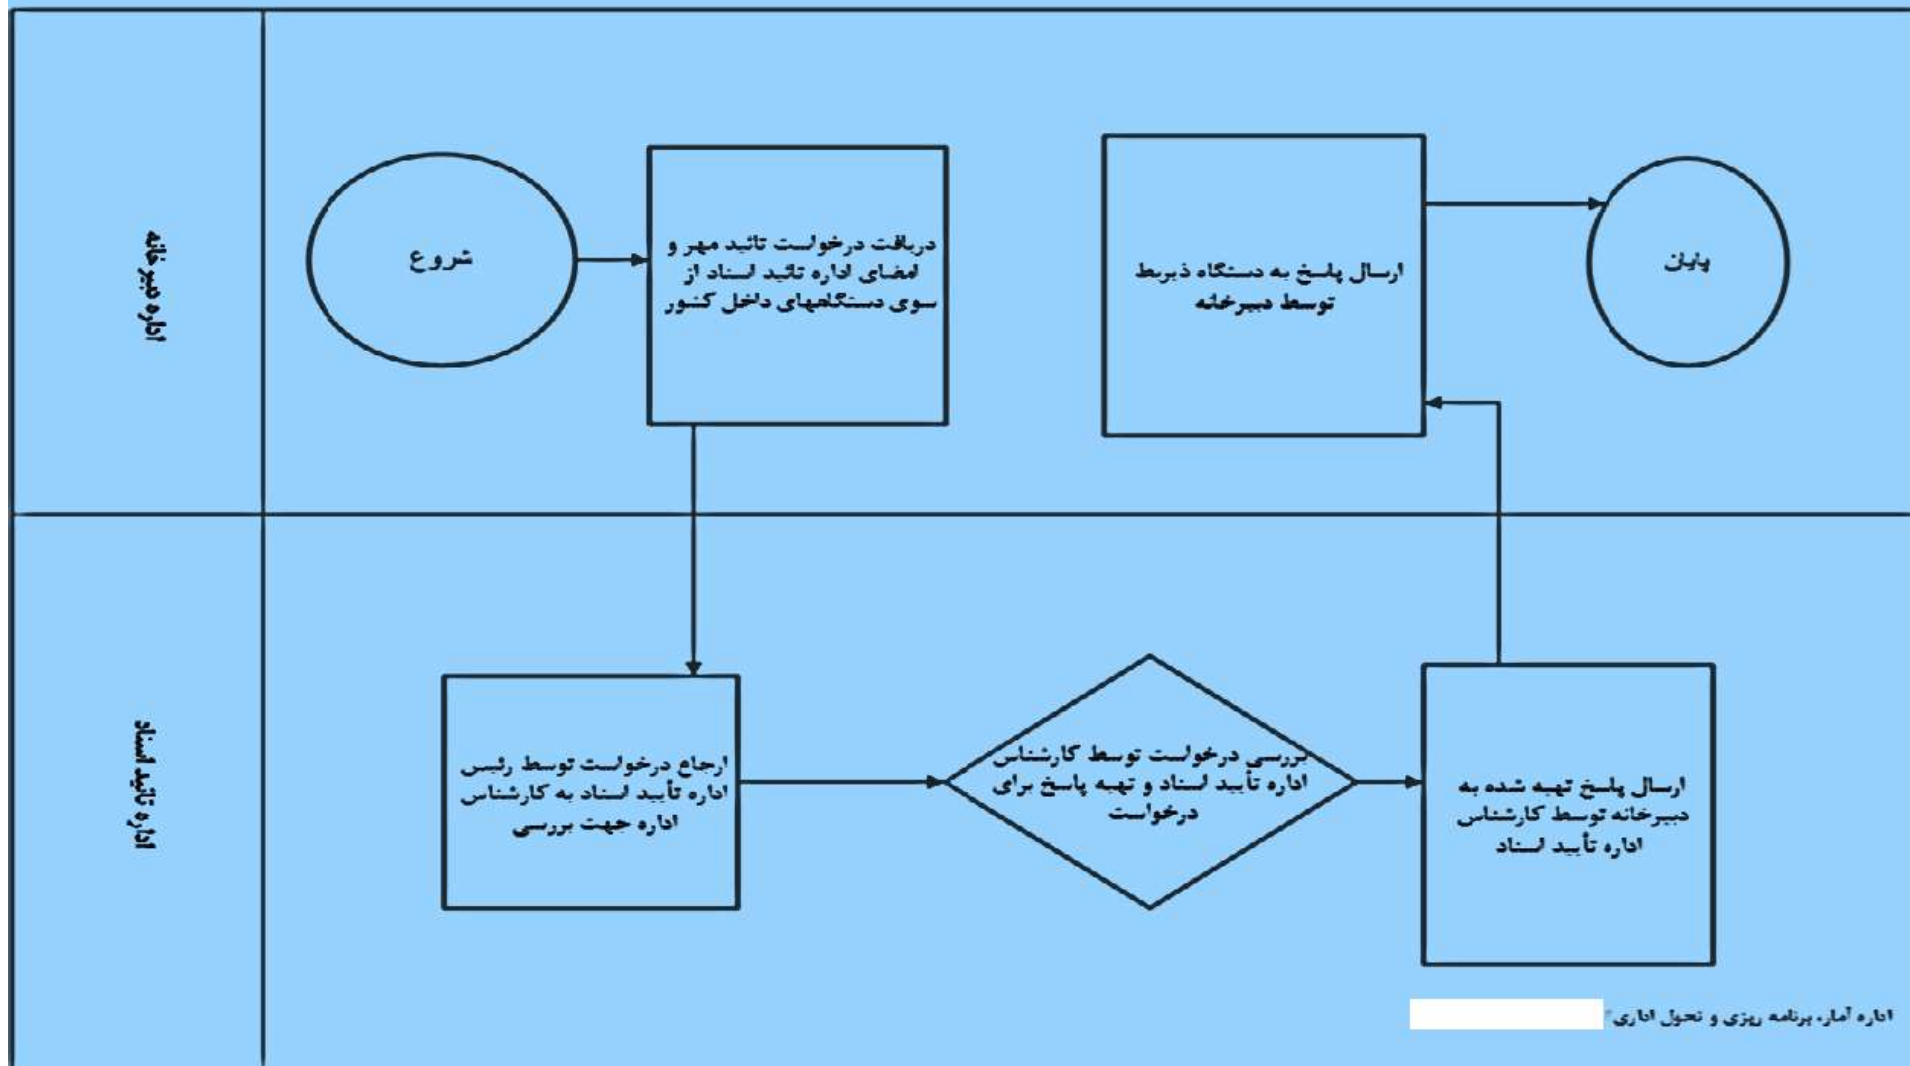 اداره دبیرخانه
شروع
دریافت درخواست تائید مهر و
امضای اداره تائید اسناد از
سوی دستگاههای داخل کشور
ارسال پاسخ به دستگاه ذیربط
توسط دبیرخانه
پایان
اداره تائید اسناد
ارجاع درخواست توسط رئیس
اداره تأیید اسناد به کارشناس
اداره جهت بررسی
بررسی درخواست توسط کارشناس
اداره تأیید اسناد و تهیه پاسخ برای
درخواست
ارسال پاسخ تهیه شده به
دبیرخانه توسط کارشناس
اداره تأیید اسناد
اداره آمار، برنامه ریزی و تحول اداری